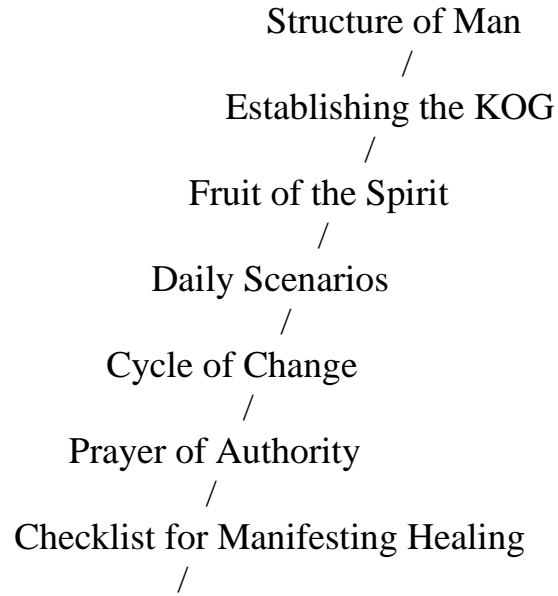 Structure of Man
/
Establishing the KOG
/
Fruit of the Spirit
/
Daily Scenarios
/
Cycle of Change
/
Prayer of Authority
/
Checklist for Manifesting Healing
/